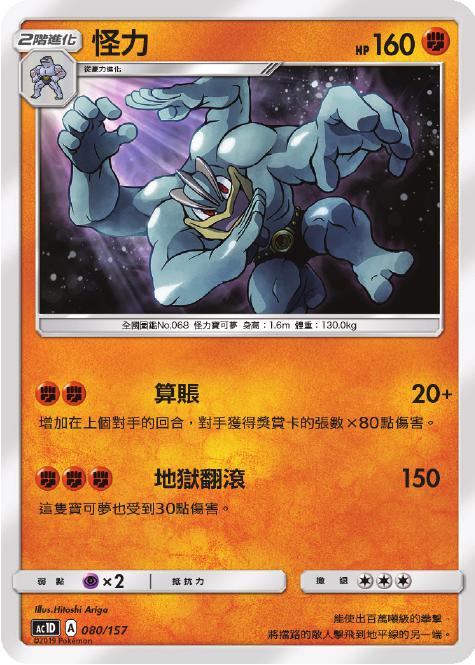 2階進化 怪力 HP 160
從豪力進化
全國圖鑑No.068 怪力寶可夢 身高：1.6m 體重：130.0kg
算賬 20+
增加在上個對手的回合，對手獲得獎賞卡的張數×80點傷害。
地獄翻滾 150
這隻寶可夢也受到30點傷害。
弱點 ×2 抵抗力 撤退
Illus.Hitoshi Ariga
AC1D A 080/157
©2019 Pokémon
能使出百萬噸級的拳擊
將擋路的敵人擊飛到地平線的另一端。